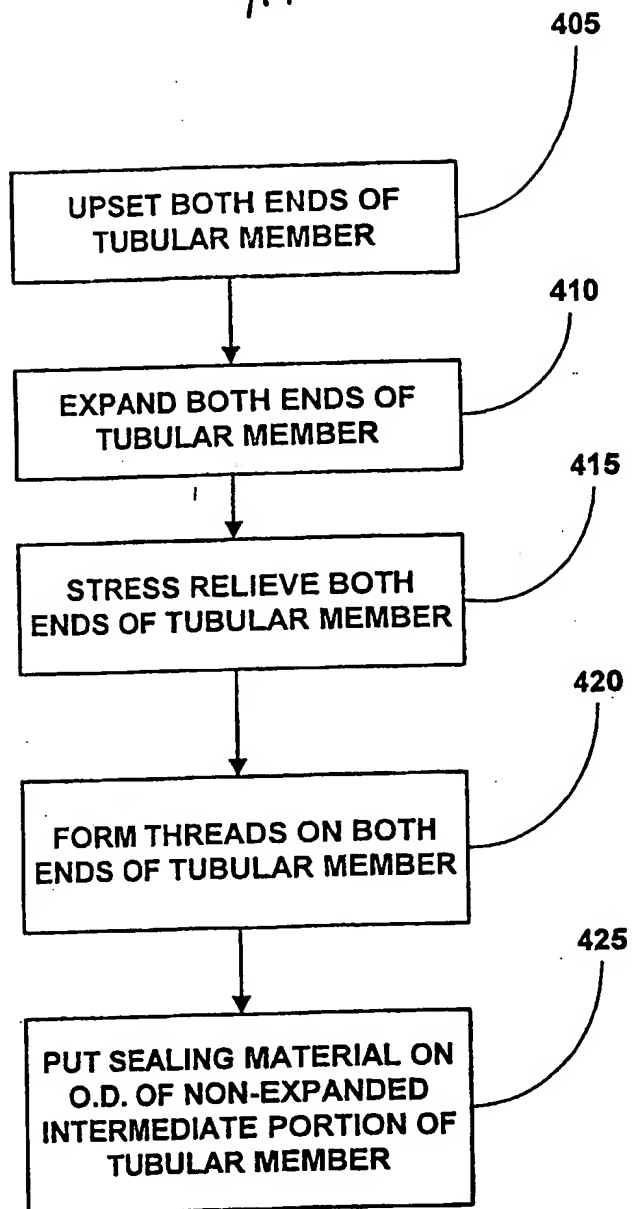 405
UPSET BOTH ENDS OF
TUBULAR MEMBER
410
EXPAND BOTH ENDS OF
TUBULAR MEMBER
415
STRESS RELIEVE BOTH
ENDS OF TUBULAR MEMBER
420
FORM THREADS ON BOTH
ENDS OF TUBULAR MEMBER
425
PUT SEALING MATERIAL ON
O.D. OF NON-EXPANDED
INTERMEDIATE PORTION OF
TUBULAR MEMBER